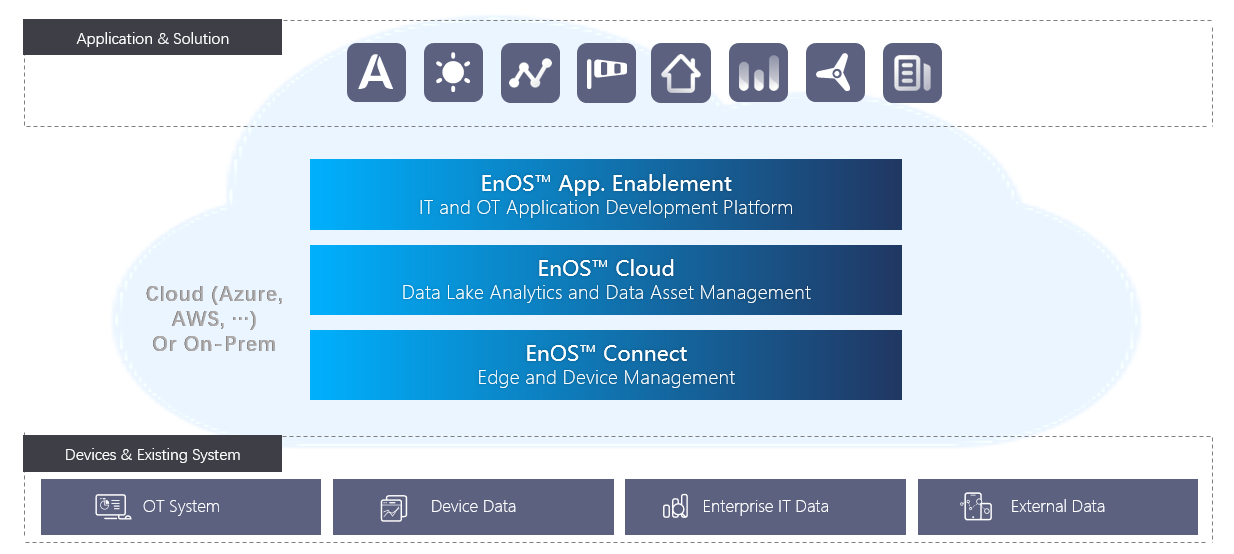 Application & Solution
A
EnOS™ App. Enablement
IT and OT Application Development Platform
EnOS™ Cloud
Data Lake Analytics and Data Asset Management
Cloud (Azure,
AWS, ···)
Or On-Prem
EnOS™ Connect
Edge and Device Management
Devices & Existing System
OT System
Device Data
Enterprise IT Data
External Data